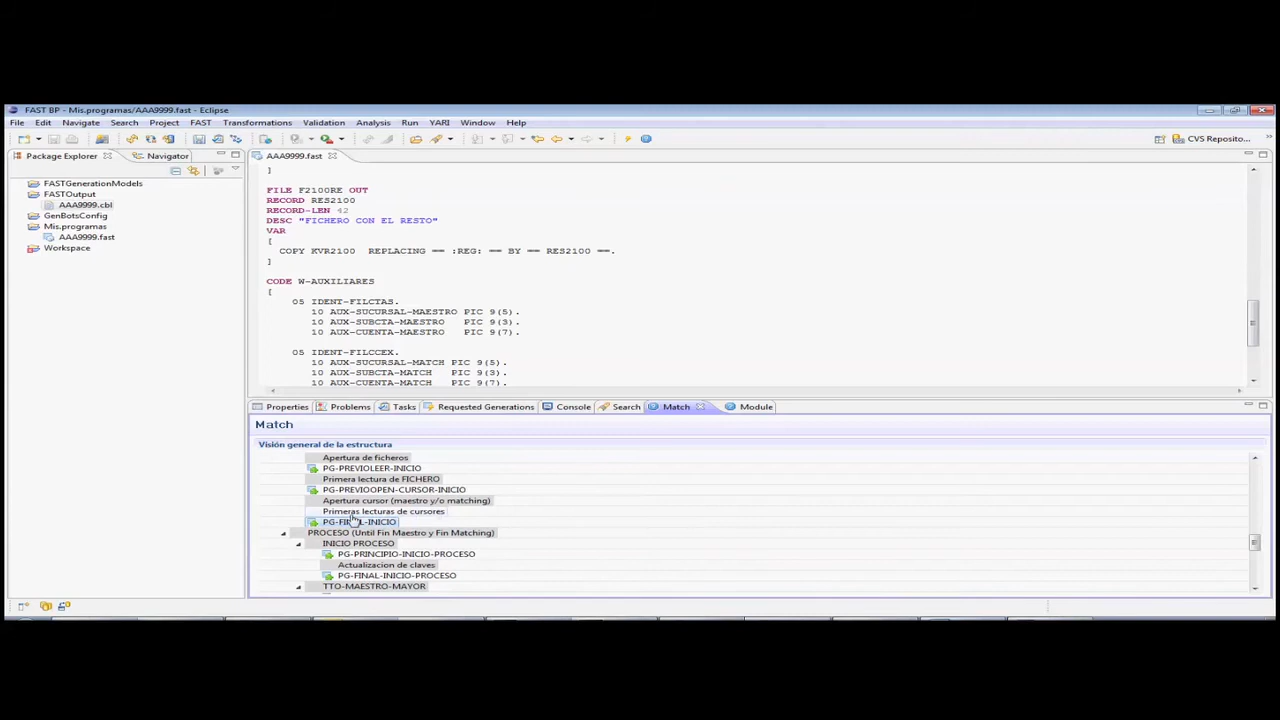 FAST BP - Mis.programas/AAA9999.fast - Eclipse
File Edit Navigate Search Project FAST Transformations Validation Analysis Run YARI Window Help
CVS Reposito...
Package Explorer Navigator
AAA9999.fast
FASTGenerationModels
FASTOutput
AAA9999.cbl
GenBotsConfig
Mis.programas
AAA9999.fast
Workspace
]
FILE F2100RE OUT
RECORD RES2100
RECORD-LEN 42
DESC "FICHERO CON EL RESTO"
VAR
[
COPY KVR2100 REPLACING == :REG: == BY == RES2100 ==.
]
CODE W-AUXILIARES
[
05 IDENT-FILCTAS.
10 AUX-SUCURSAL-MAESTRO PIC 9(5).
10 AUX-SUBCTA-MAESTRO PIC 9(3).
10 AUX-CUENTA-MAESTRO PIC 9(7).
05 IDENT-FILCCEX.
10 AUX-SUCURSAL-MATCH PIC 9(5).
10 AUX-SUBCTA-MATCH PIC 9(3).
10 AUX-CUENTA-MATCH PIC 9(7).
Properties Problems Tasks Requested Generations Console Search Match Module
Match
Visión general de la estructura
Apertura de ficheros
PG-PREVIOLEER-INICIO
Primera lectura de FICHERO
PG-PREVIOOPEN-CURSOR-INICIO
Apertura cursor (maestro y/o matching)
Primeras lecturas de cursores
PG-FINAL-INICIO
PROCESO (Until Fin Maestro y Fin Matching)
INICIO PROCESO
PG-PRINCIPIO-INICIO-PROCESO
Actualizacion de claves
PG-FINAL-INICIO-PROCESO
TTO-MAESTRO-MAYOR